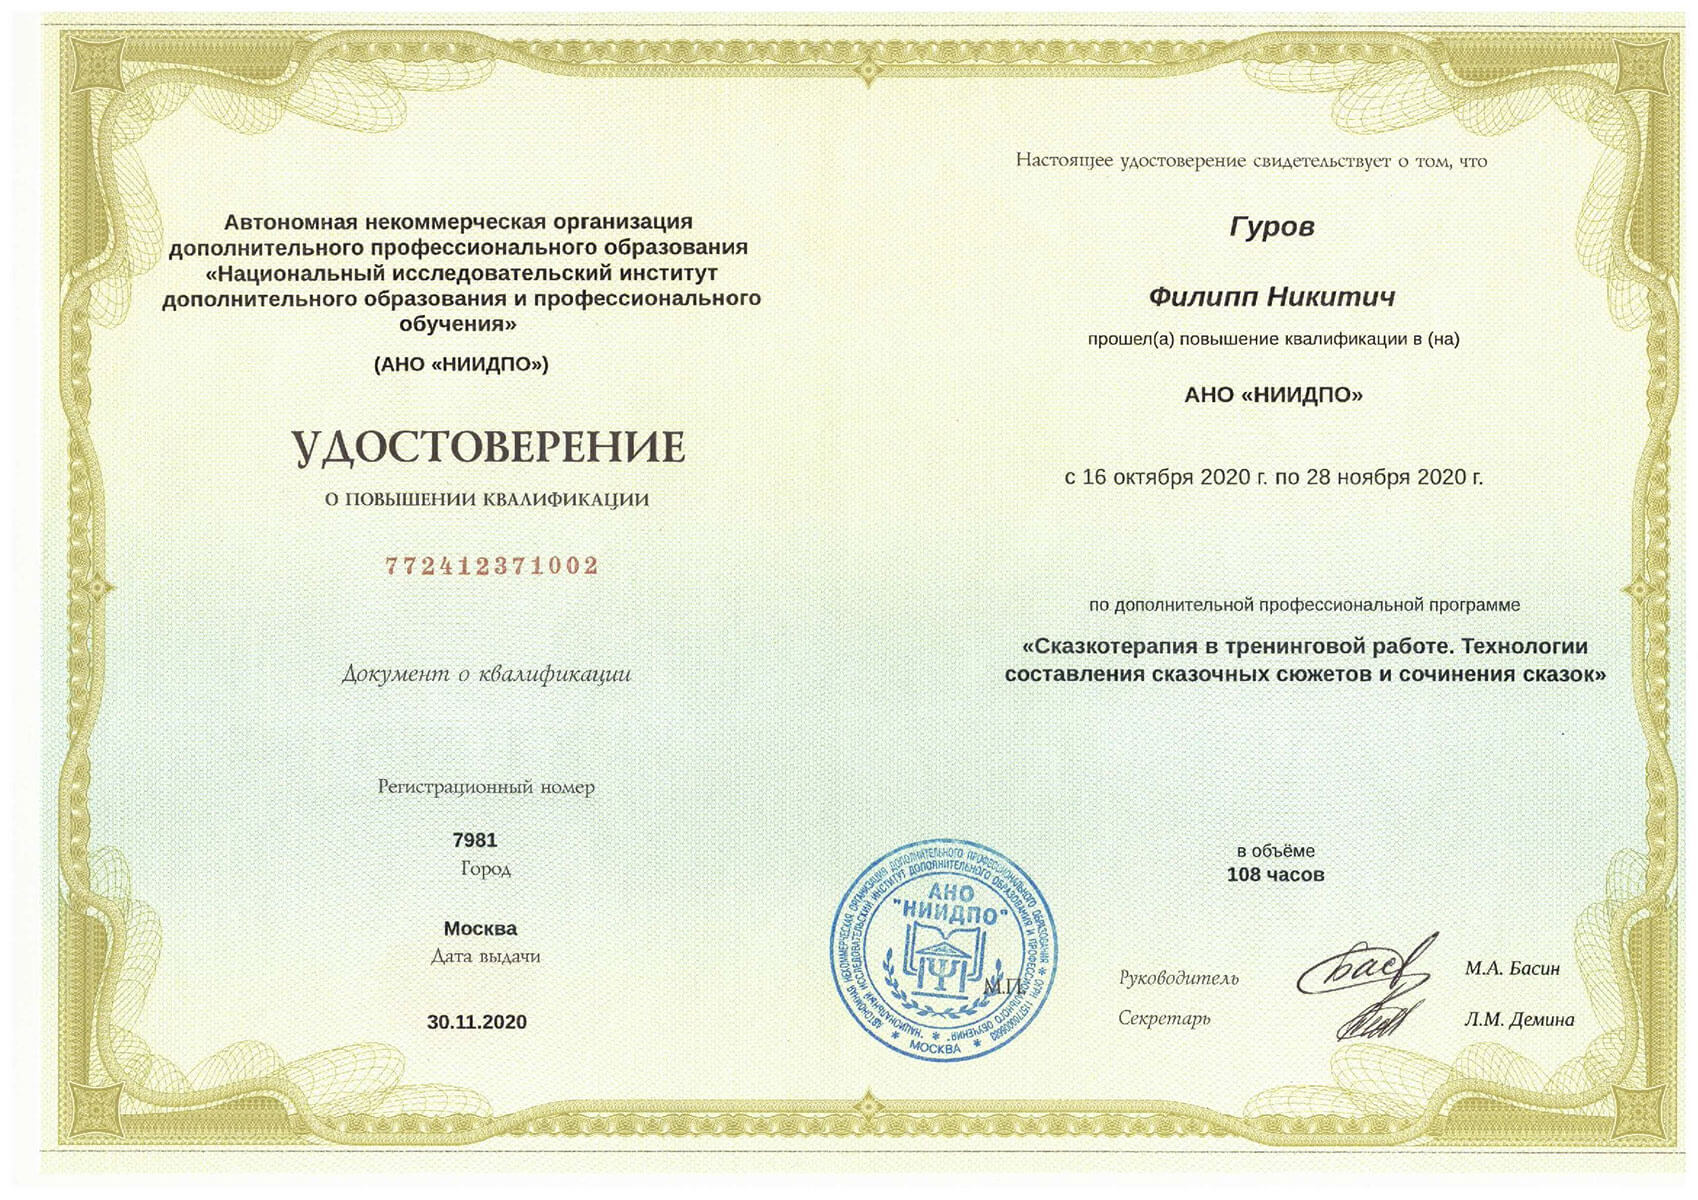 Автономная некоммерческая организация
дополнительного профессионального образования
«Национальный исследовательский институт
дополнительного образования и профессионального
обучения»
(АНО «НИИДПО»)
УДОСТОВЕРЕНИЕ
О ПОВЫШЕНИИ КВАЛИФИКАЦИИ
772412371002
Документ о квалификации
Регистрационный номер
7981
Город
Москва
Дата выдачи
30.11.2020
Настоящее удостоверение свидетельствует о том, что
Гуров
Филипп Никитич
прошел(а) повышение квалификации в (на)
АНО «НИИДПО»
с 16 октября 2020 г. по 28 ноября 2020 г.
по дополнительной профессиональной программе
«Сказкотерапия в тренинговой работе. Технологии
составления сказочных сюжетов и сочинения сказок»
в объёме
108 часов
АВТОНОМНАЯ НЕКОММЕРЧЕСКАЯ ОРГАНИЗАЦИЯ ДОПОЛНИТЕЛЬНОГО ПРОФЕССИОНАЛЬНОГО ОБРАЗОВАНИЯ * ОГРН
"НАЦИОНАЛЬНЫЙ ИССЛЕДОВАТЕЛЬСКИЙ ИНСТИТУТ ДОПОЛНИТЕЛЬНОГО ОБРАЗОВАНИЯ И ПРОФЕССИОНАЛЬНОГО ОБУЧЕНИЯ" *
* МОСКВА *
АНО
"НИИДПО"
М.П.
Руководитель
М.А. Басин
Секретарь
Л.М. Демина